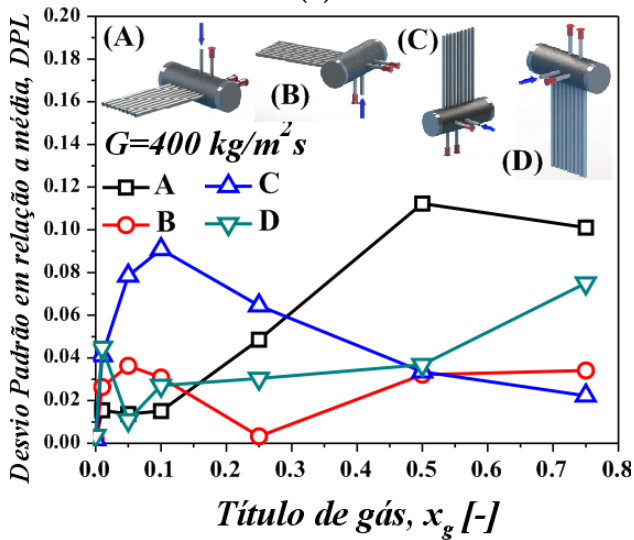 0.20
0.18
0.16
0.14
0.12
0.10
0.08
0.06
0.04
0.02
0.00
Desvio Padrão em relação a média, DPL
(A)
(B)
(C)
(D)
G=400 kg/m²s
A
C
B
D
0.0 0.1 0.2 0.3 0.4 0.5 0.6 0.7 0.8
Título de gás, xg [-]